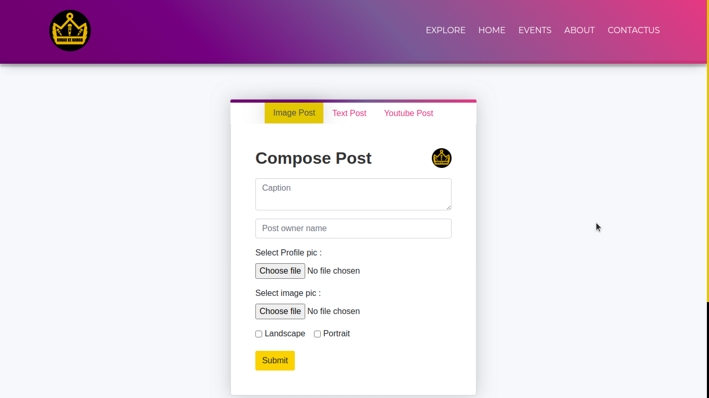 EXPLORE HOME EVENTS ABOUT CONTACTUS
Image Post Text Post Youtube Post
Compose Post
Caption
Post owner name
Select Profile pic :
Choose file No file chosen
Select image pic :
Choose file No file chosen
Landscape Portrait
Submit